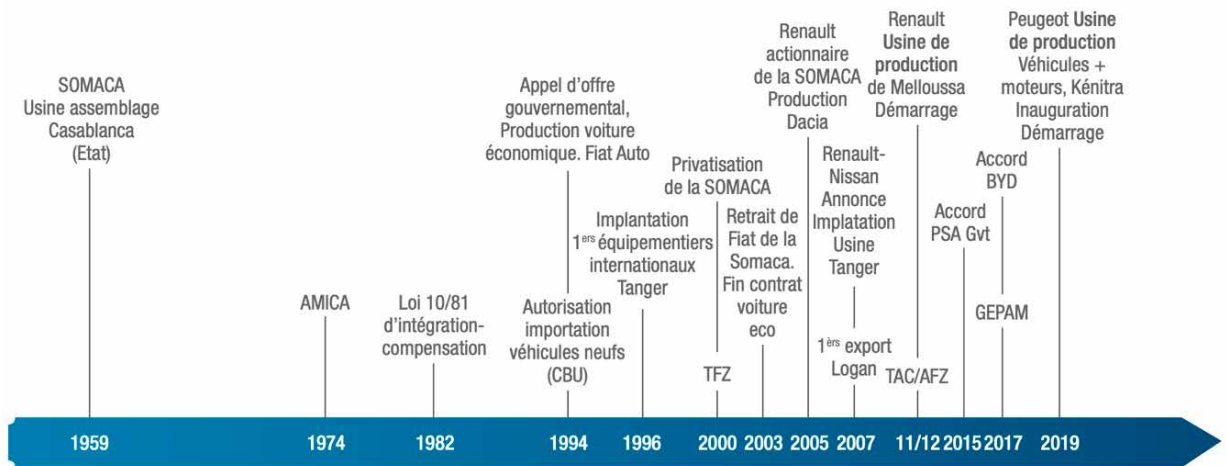 SOMACA
Usine assemblage
Casablanca
(Etat)
1959
AMICA
1974
Loi 10/81
d’intégration-
compensation
1982
Appel d’offre
gouvernemental,
Production voiture
économique. Fiat Auto
Autorisation
importation
véhicules neufs
(CBU)
1994
Implantation
1ers équipementiers
internationaux
Tanger
1996
Privatisation
de la SOMACA
TFZ
2000
Retrait de
Fiat de la
Somaca.
Fin contrat
voiture
eco
2003
Renault
actionnaire
de la SOMACA
Production
Dacia
2005
Renault-
Nissan
Annonce
Implatation
Usine
Tanger
1èrs export
Logan
2007
Renault
Usine de
production
de Melloussa
Démarrage
TAC/AFZ
11/12
Accord
PSA Gvt
2015
Accord
BYD
GEPAM
2017
Peugeot Usine
de production
Véhicules +
moteurs, Kénitra
Inauguration
Démarrage
2019